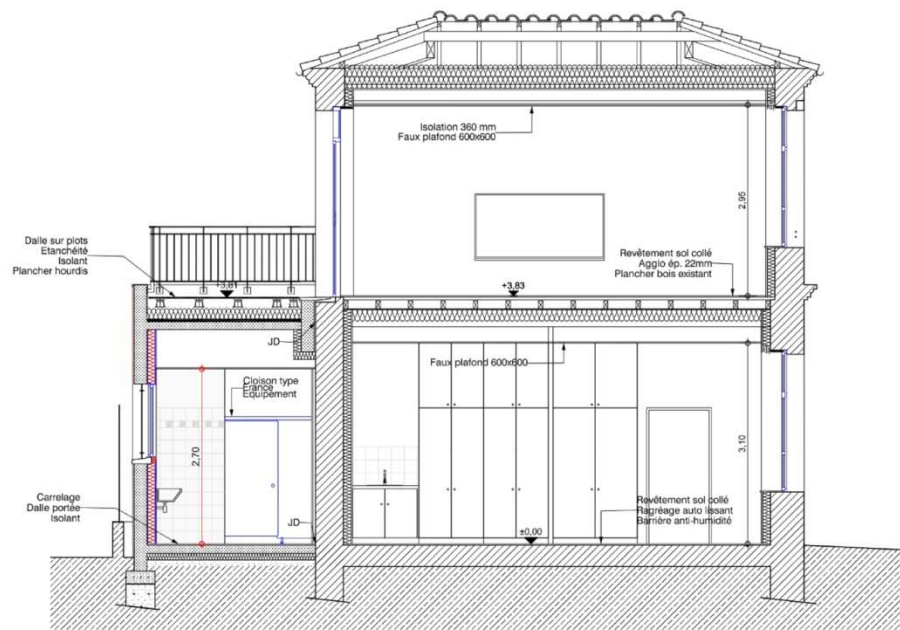 Isolation 360 mm
Faux plafond 600x600
2,95
Dalle sur plots
Etanchéité
Isolant
Plancher hourdis
+3,81
Revêtement sol collé
Agglo ép. 22mm
Plancher bois existant
+3,83
JD
Faux plafond 600x600
Cloison type
France
Equipement
2,70
3,10
Carrelage
Dalle portée
Isolant
JD
±0,00
Revêtement sol collé
Ragréage auto lissant
Barrière anti-humidité